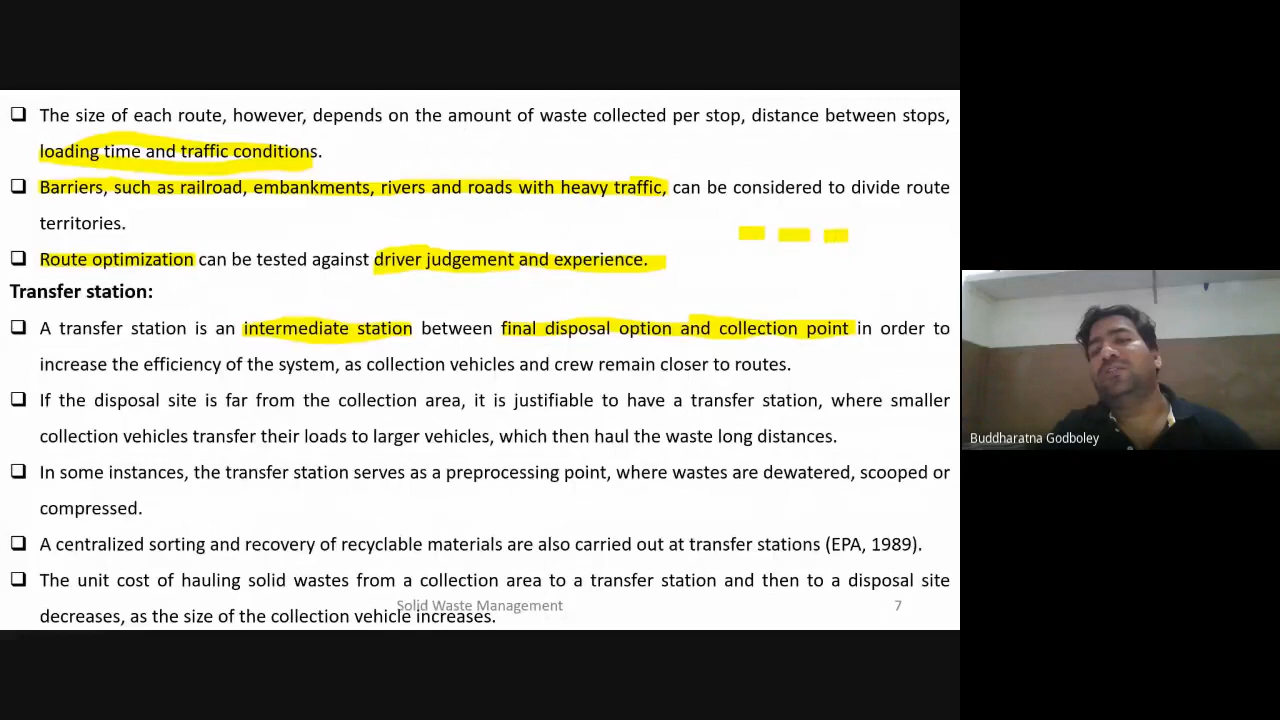 The size of each route, however, depends on the amount of waste collected per stop, distance between stops,
loading time and traffic conditions.
Barriers, such as railroad, embankments, rivers and roads with heavy traffic, can be considered to divide route
territories.
Route optimization can be tested against driver judgement and experience.
Transfer station:
A transfer station is an intermediate station between final disposal option and collection point in order to
increase the efficiency of the system, as collection vehicles and crew remain closer to routes.
If the disposal site is far from the collection area, it is justifiable to have a transfer station, where smaller
collection vehicles transfer their loads to larger vehicles, which then haul the waste long distances.
In some instances, the transfer station serves as a preprocessing point, where wastes are dewatered, scooped or
compressed.
A centralized sorting and recovery of recyclable materials are also carried out at transfer stations (EPA, 1989).
The unit cost of hauling solid wastes from a collection area to a transfer station and then to a disposal site
decreases, as the size of the collection vehicle increases.
Solid Waste Management
7
Buddharatna Godboley